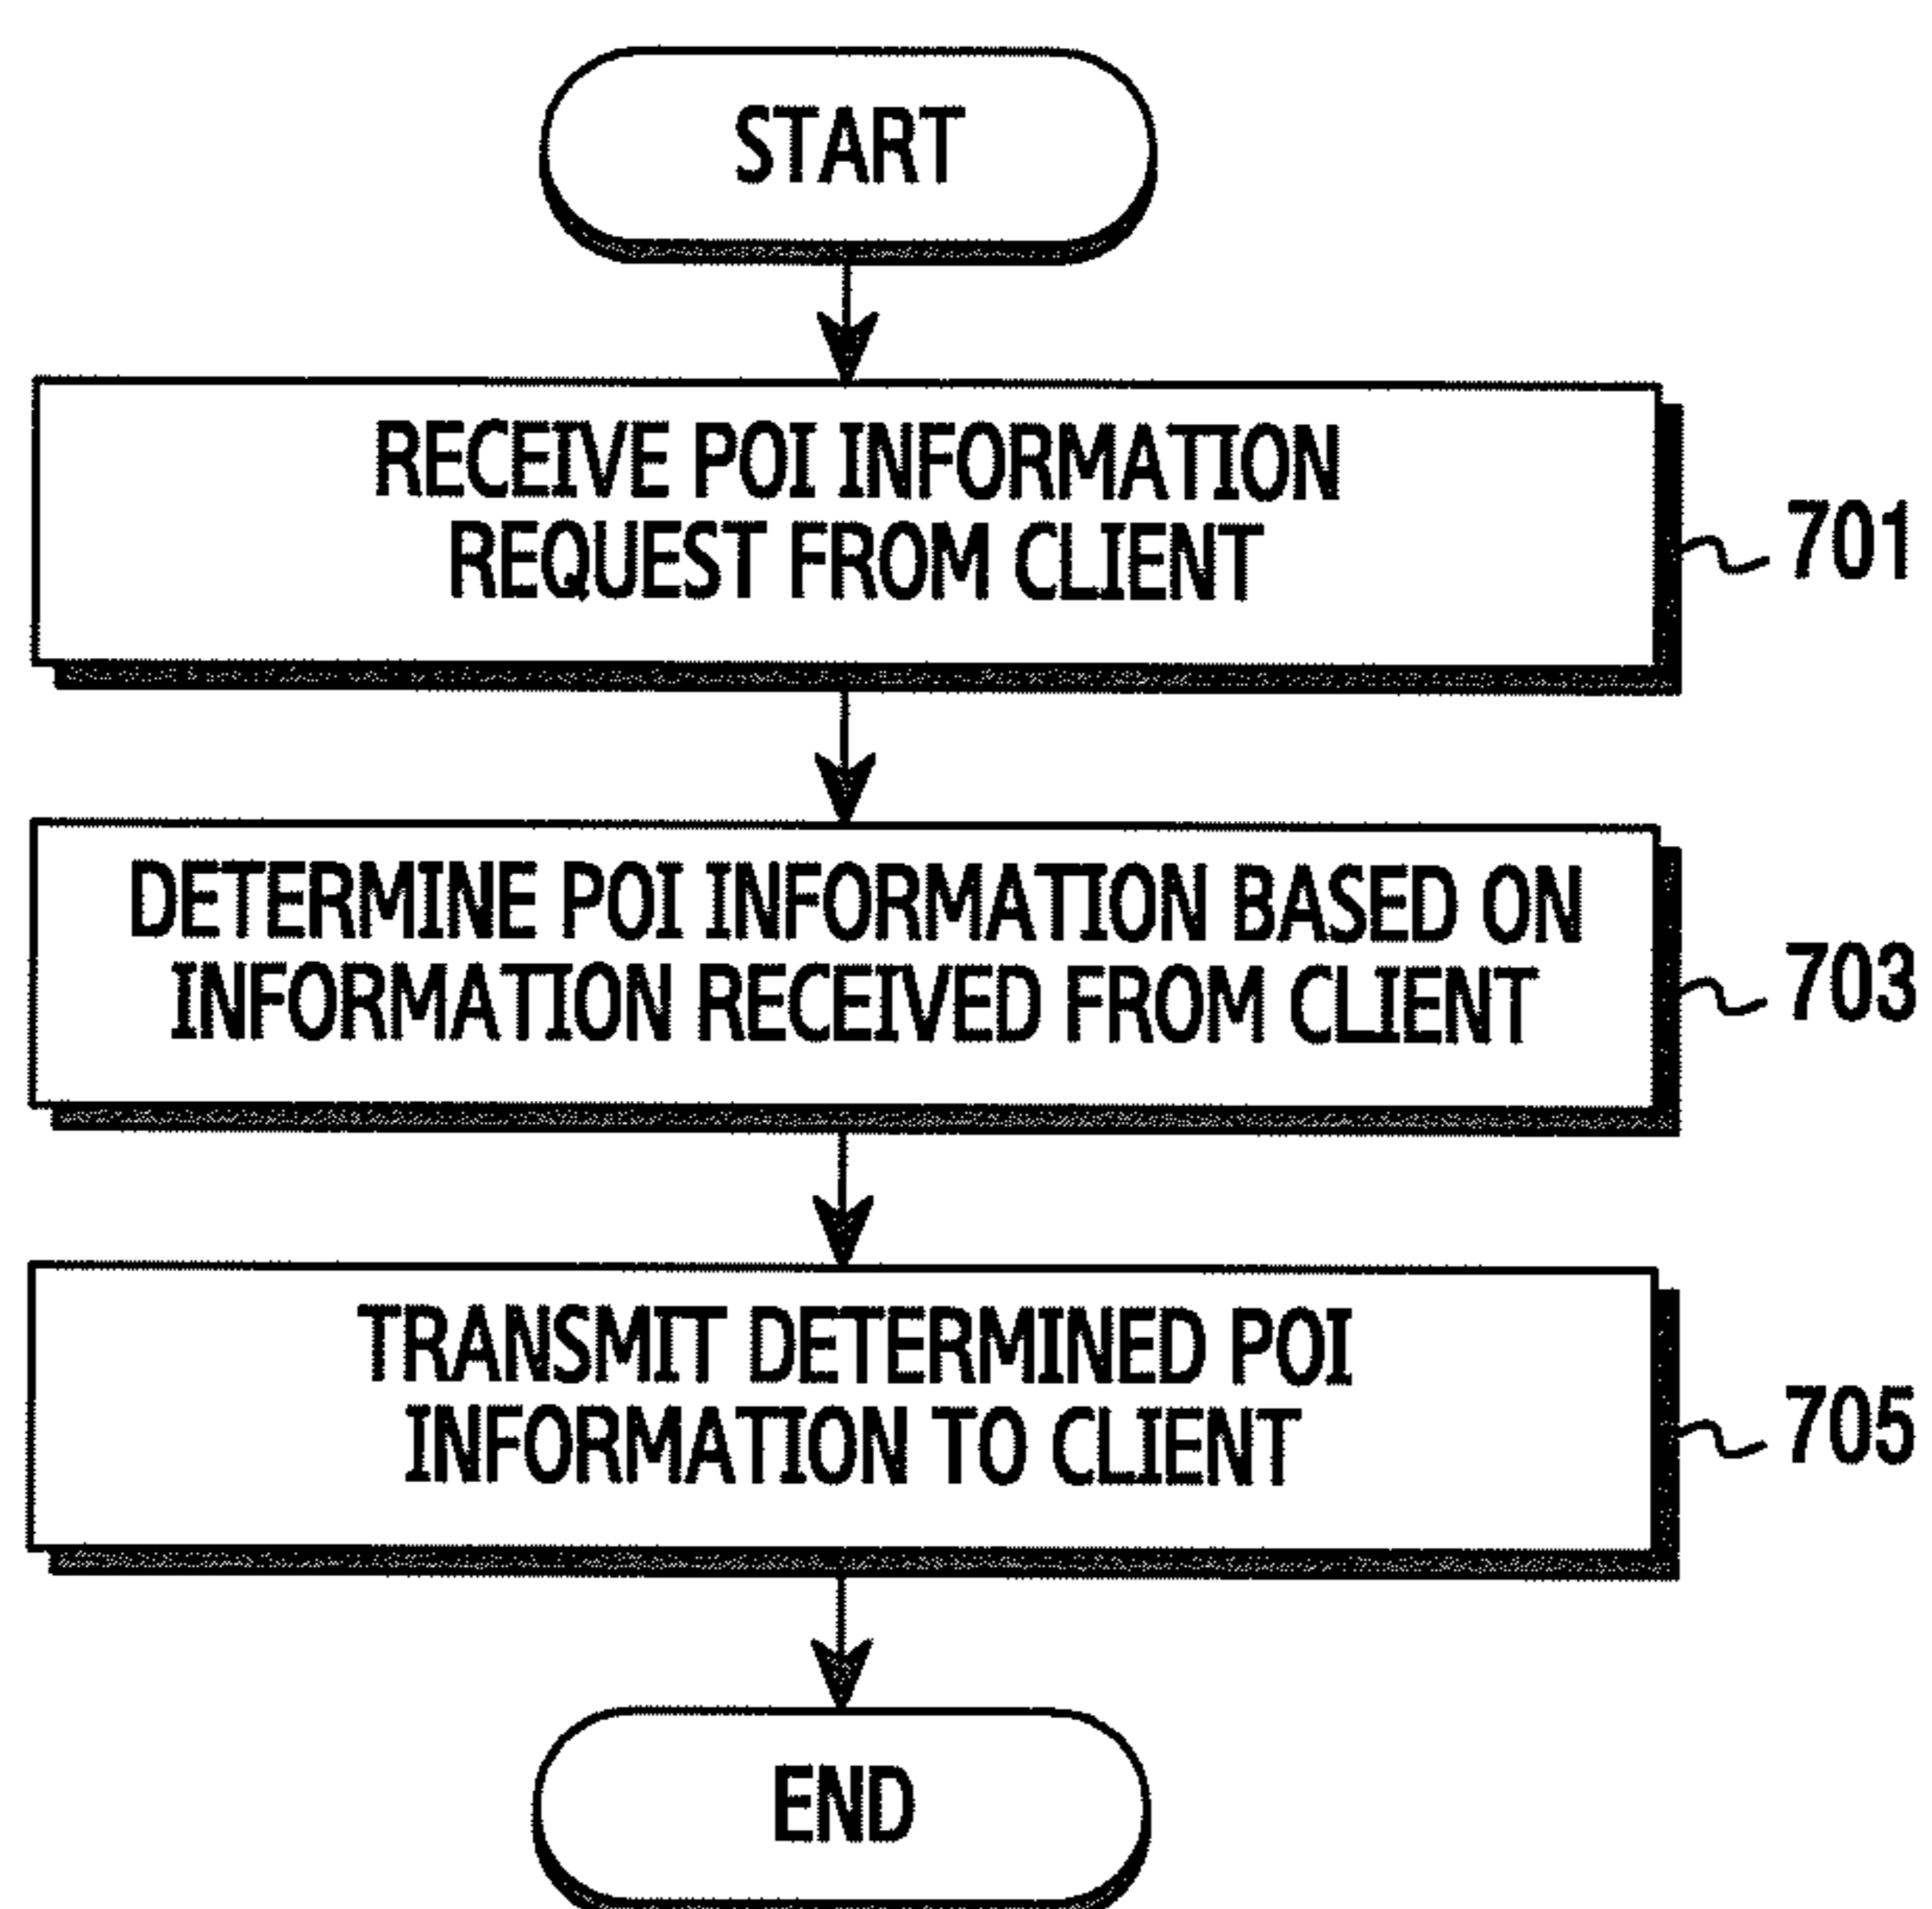 START
RECEIVE POI INFORMATION
REQUEST FROM CLIENT
701
DETERMINE POI INFORMATION BASED ON
INFORMATION RECEIVED FROM CLIENT
703
TRANSMIT DETERMINED POI
INFORMATION TO CLIENT
705
END